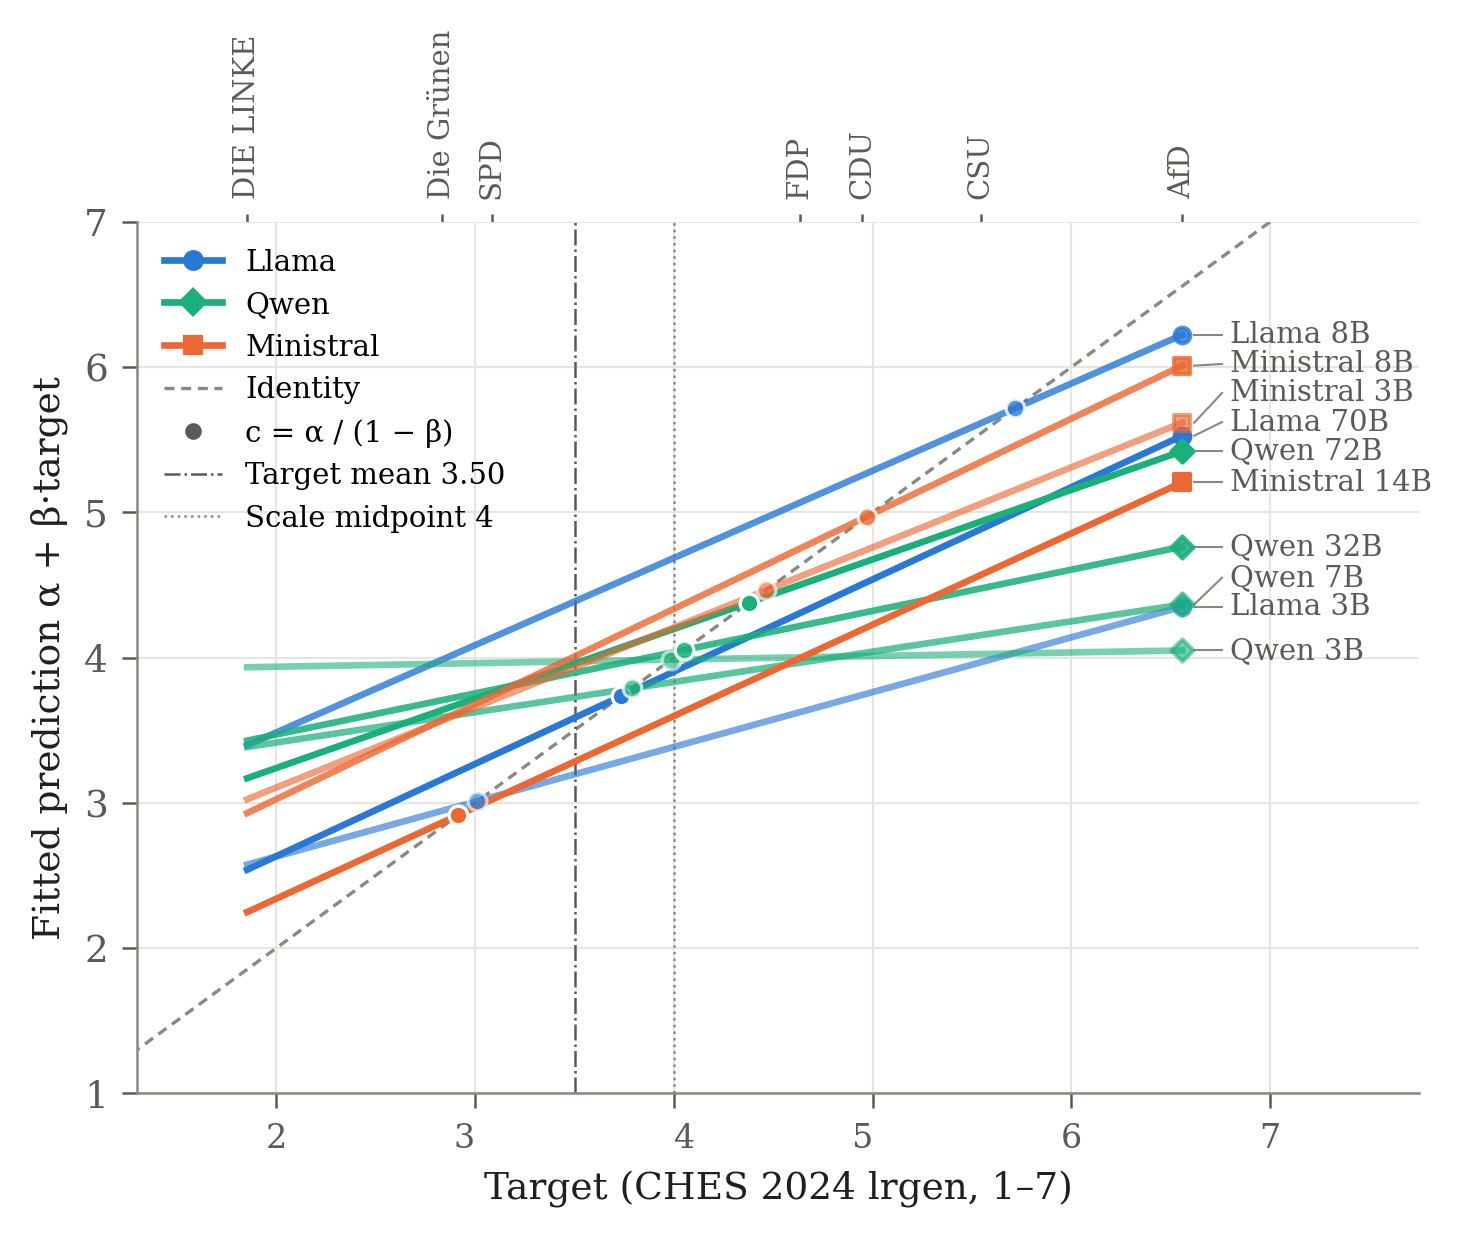 DIE LINKE
Die Grünen
SPD
FDP
CDU
CSU
AfD
7
6
5
4
3
2
1
Fitted prediction α + β·target
Llama
Qwen
Ministral
Identity
c = α / (1 − β)
Target mean 3.50
Scale midpoint 4
Llama 8B
Ministral 8B
Ministral 3B
Llama 70B
Qwen 72B
Ministral 14B
Qwen 32B
Qwen 7B
Llama 3B
Qwen 3B
2
3
4
5
6
7
Target (CHES 2024 lrgen, 1–7)